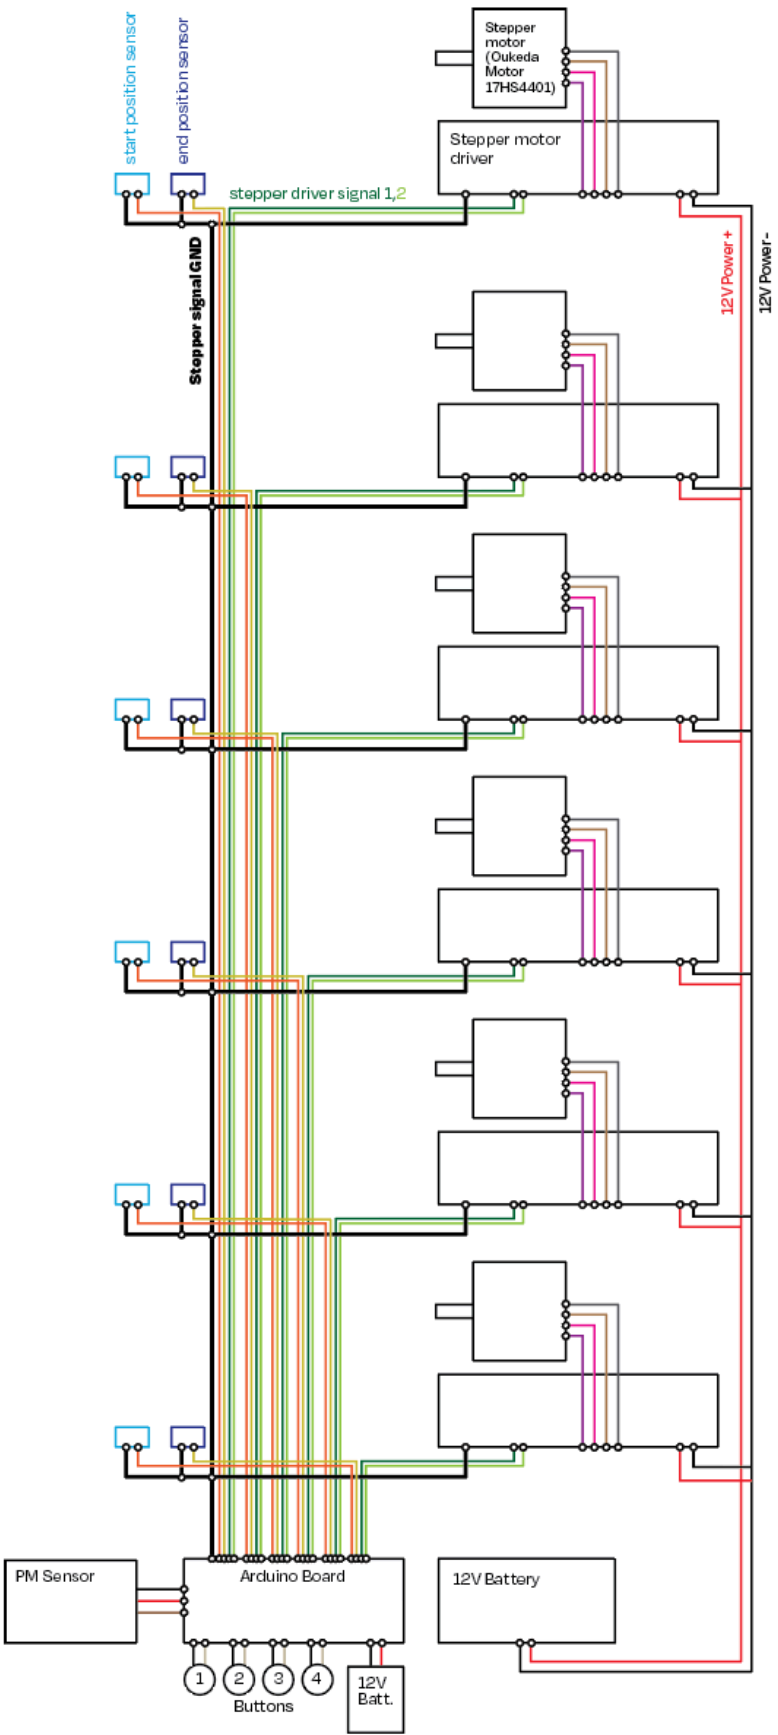 Stepper
motor
(Oukeda
Motor
17HS4401)
start position sensor
end position sensor
Stepper motor
driver
stepper driver signal 1,2
Stepper signal GND
12V Power +
12V Power -
PM Sensor
Arduino Board
12V Battery
1
2
3
4
12V
Batt.
Buttons